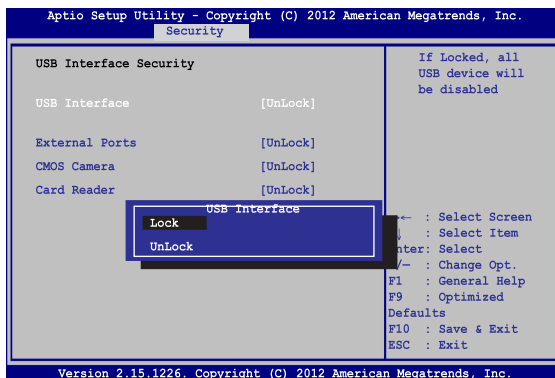 Aptio Setup Utility - Copyright (C) 2012 American Megatrends, Inc.
Security
USB Interface Security
USB Interface [UnLock]
External Ports [UnLock]
CMOS Camera [UnLock]
Card Reader [UnLock]
USB Interface
Lock
UnLock
If Locked, all
USB device will
be disabled
← : Select Screen
↓ : Select Item
nter: Select
/— : Change Opt.
F1 : General Help
F9 : Optimized
Defaults
F10 : Save & Exit
ESC : Exit
Version 2.15.1226. Copyright (C) 2012 American Megatrends, Inc.